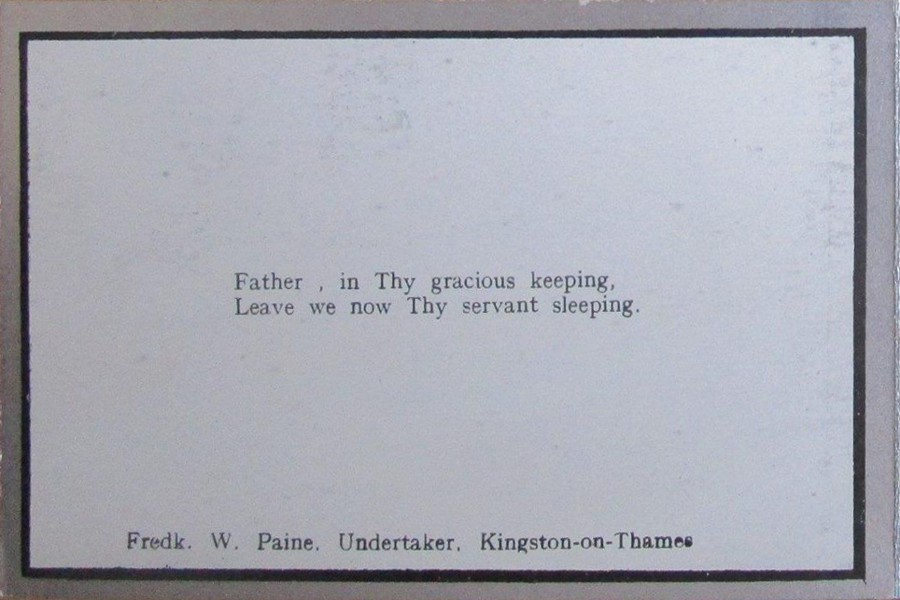 Father , in Thy gracious keeping,
Leave we now Thy servant sleeping.
Fredk. W. Paine. Undertaker. Kingston-on-Thames